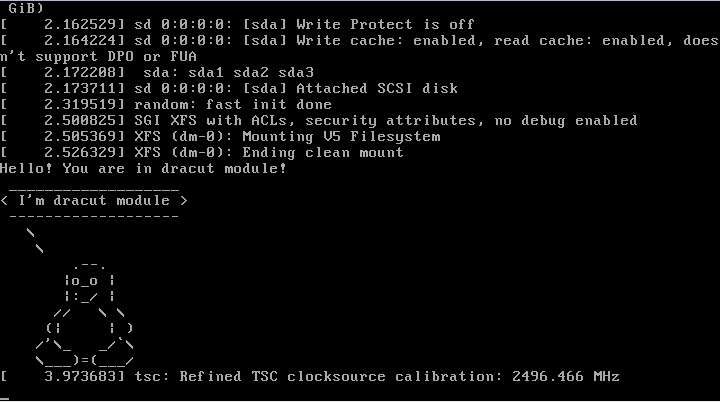 GiB)
[    2.162529] sd 0:0:0:0: [sda] Write Protect is off
[    2.164224] sd 0:0:0:0: [sda] Write cache: enabled, read cache: enabled, does
n't support DPO or FUA
[    2.172208]  sda: sda1 sda2 sda3
[    2.173711] sd 0:0:0:0: [sda] Attached SCSI disk
[    2.319519] random: fast init done
[    2.500825] SGI XFS with ACLs, security attributes, no debug enabled
[    2.505369] XFS (dm-0): Mounting V5 Filesystem
[    2.526329] XFS (dm-0): Ending clean mount
Hello! You are in dracut module!
 ___________________
< I'm dracut module >
 -------------------
   \
    \
        .--.
       |o_o |
       |:_/ |
      //   \ \
     (|     | )
    /'\_   _/`\
    \___)=(___/
[    3.973683] tsc: Refined TSC clocksource calibration: 2496.466 MHz